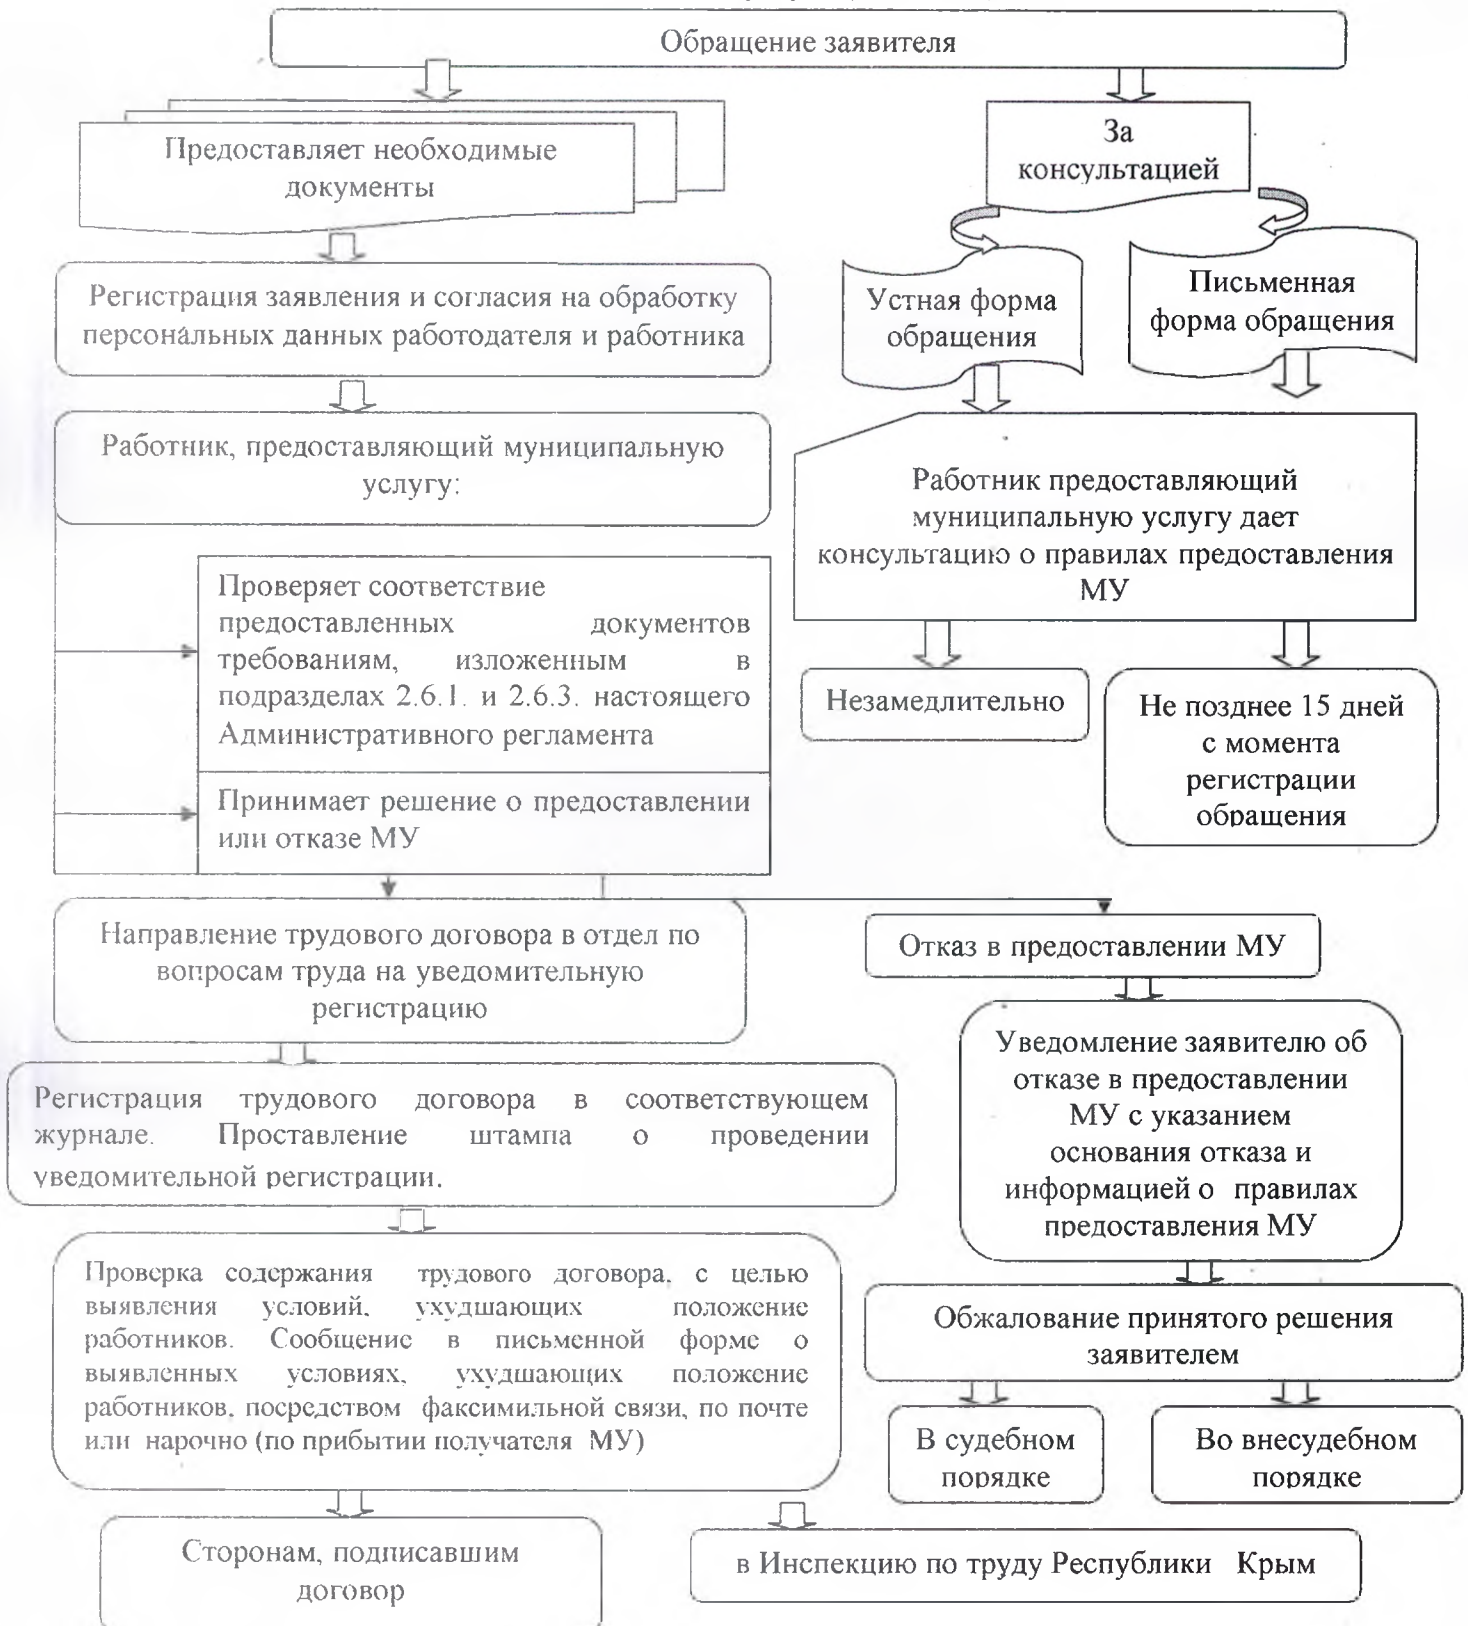 Обращение заявителя
Предоставляет необходимые
документы
За
консультацией
Регистрация заявления и согласия на обработку
персональных данных работодателя и работника
Устная форма
обращения
Письменная
форма обращения
Работник, предоставляющий муниципальную
услугу:
Работник предоставляющий
муниципальную услугу дает
консультацию о правилах предоставления
МУ
Проверяет соответствие
предоставленных документов
требованиям, изложенным в
подразделах 2.6.1. и 2.6.3. настоящего
Административного регламента
Принимает решение о предоставлении
или отказе МУ
Незамедлительно
Не позднее 15 дней
с момента
регистрации
обращения
Направление трудового договора в отдел по
вопросам труда на уведомительную
регистрацию
Отказ в предоставлении МУ
Регистрация трудового договора в соответствующем
журнале. Проставление штампа о проведении
уведомительной регистрации.
Уведомление заявителю об
отказе в предоставлении
МУ с указанием
основания отказа и
информацией о правилах
предоставления МУ
Проверка содержания трудового договора, с целью
выявления условий, ухудшающих положение
работников. Сообщение в письменной форме о
выявленных условиях, ухудшающих положение
работников, посредством факсимильной связи, по почте
или нарочно (по прибытии получателя МУ)
Обжалование принятого решения
заявителем
В судебном
порядке
Во внесудебном
порядке
Сторонам, подписавшим
договор
в Инспекцию по труду Республики Крым